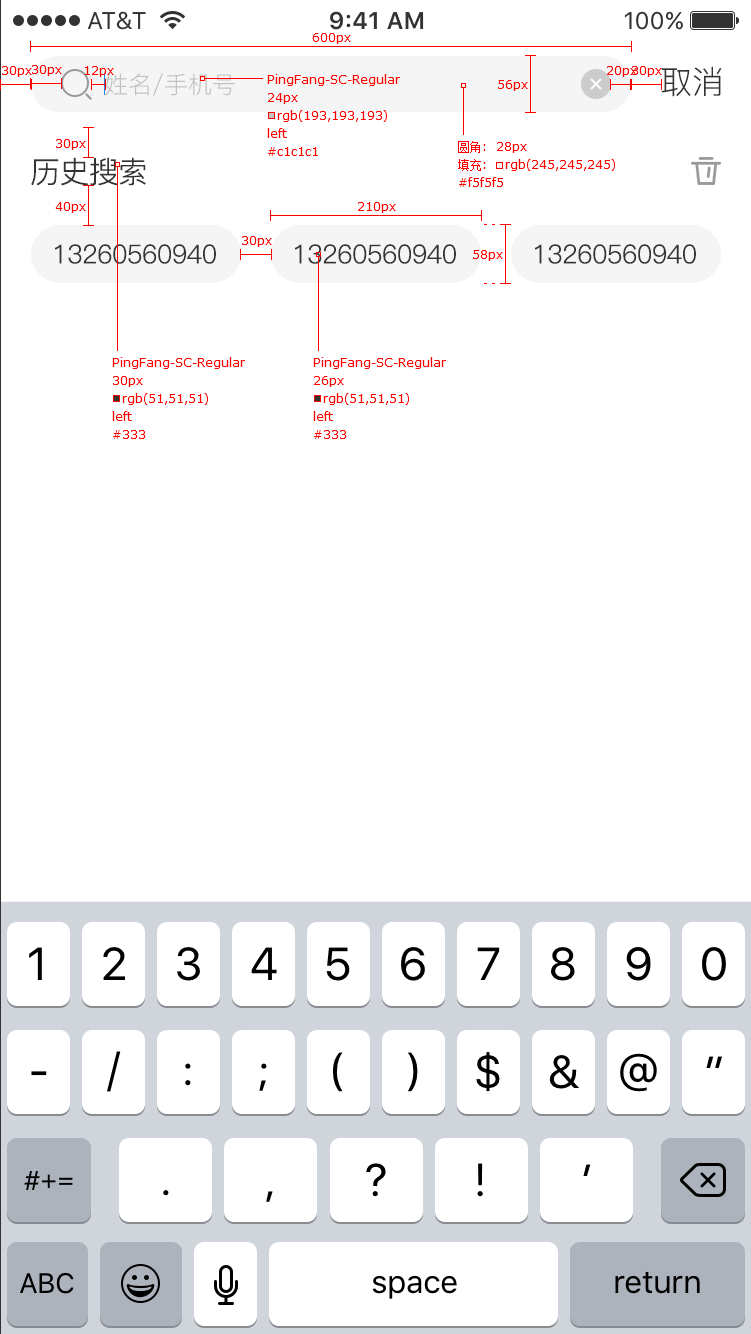 AT&T 9:41 AM 100%
600px
30px 30px 12px 姓名/手机号 56px 20px 30px 取消
PingFang-SC-Regular
24px
rgb(193,193,193)
left
#c1c1c1
圆角：28px
填充：rgb(245,245,245)
#f5f5f5
30px
历史搜索
40px
210px
30px
58px
13260560940 13260560940 13260560940
PingFang-SC-Regular
30px
rgb(51,51,51)
left
#333
PingFang-SC-Regular
26px
rgb(51,51,51)
left
#333
1 2 3 4 5 6 7 8 9 0
- / : ; ( ) $ & @ "
#+= . , ? ! '
ABC space return